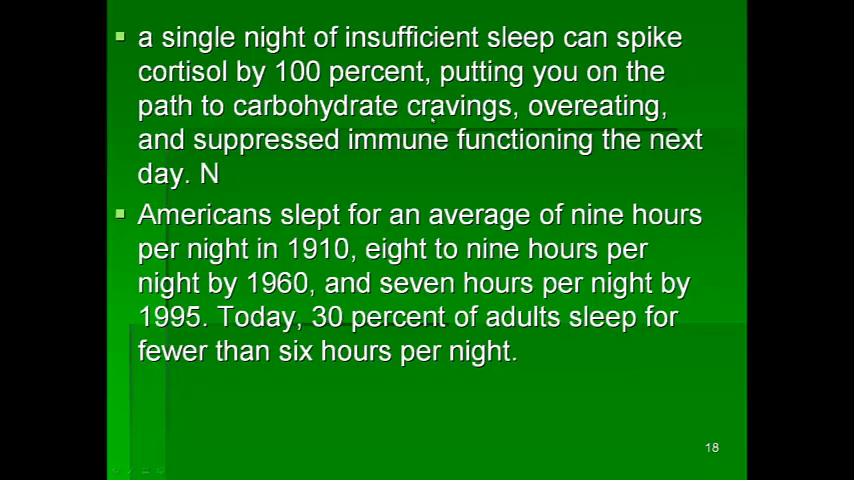 a single night of insufficient sleep can spike
cortisol by 100 percent, putting you on the
path to carbohydrate cravings, overeating,
and suppressed immune functioning the next
day. N
Americans slept for an average of nine hours
per night in 1910, eight to nine hours per
night by 1960, and seven hours per night by
1995. Today, 30 percent of adults sleep for
fewer than six hours per night.
18